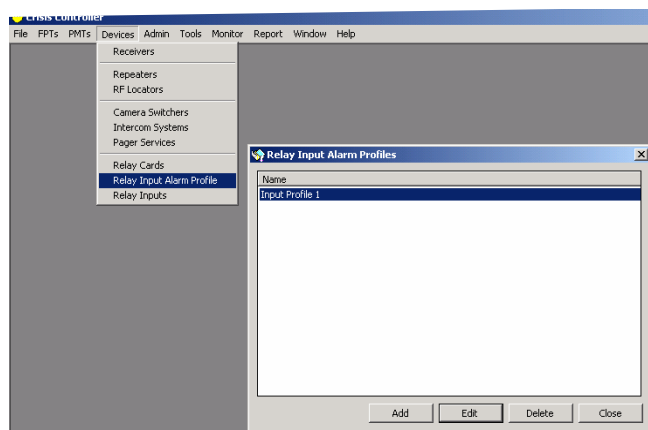 Crisis Controller
File FPTs PMTs Devices Admin Tools Monitor Report Window Help
Receivers
Repeaters
RF Locators
Camera Switchers
Intercom Systems
Pager Services
Relay Cards
Relay Input Alarm Profile
Relay Inputs
Relay Input Alarm Profiles
Name
Input Profile 1
Add Edit Delete Close